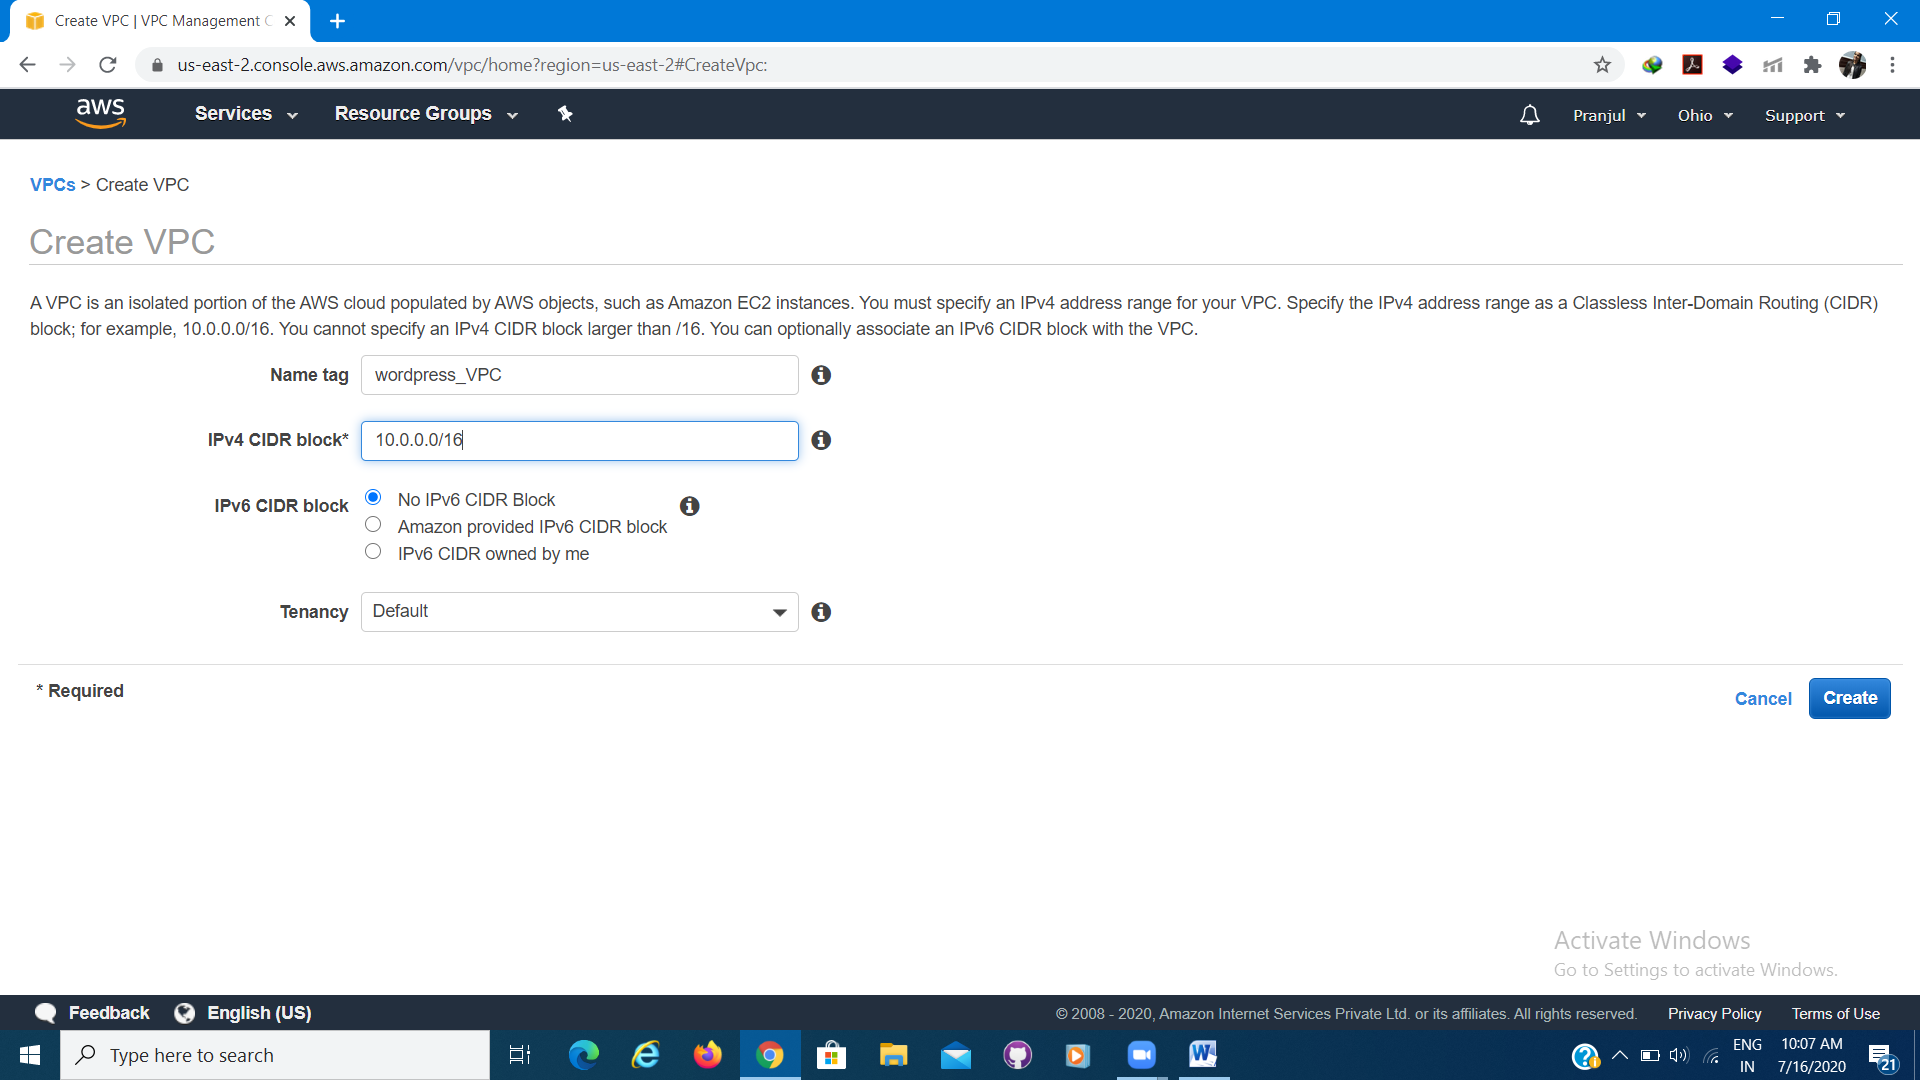 Create VPC | VPC Management C
us-east-2.console.aws.amazon.com/vpc/home?region=us-east-2#CreateVpc:
aws Services Resource Groups Pranjul Ohio Support
VPCs > Create VPC
Create VPC
A VPC is an isolated portion of the AWS cloud populated by AWS objects, such as Amazon EC2 instances. You must specify an IPv4 address range for your VPC. Specify the IPv4 address range as a Classless Inter-Domain Routing (CIDR)
block; for example, 10.0.0.0/16. You cannot specify an IPv4 CIDR block larger than /16. You can optionally associate an IPv6 CIDR block with the VPC.
Name tag wordpress_VPC
IPv4 CIDR block* 10.0.0.0/16
IPv6 CIDR block No IPv6 CIDR Block
Amazon provided IPv6 CIDR block
IPv6 CIDR owned by me
Tenancy Default
* Required
Cancel Create
Activate Windows
Go to Settings to activate Windows.
Feedback English (US) © 2008 - 2020, Amazon Internet Services Private Ltd. or its affiliates. All rights reserved. Privacy Policy Terms of Use
Type here to search
ENG 10:07 AM
IN 7/16/2020 21